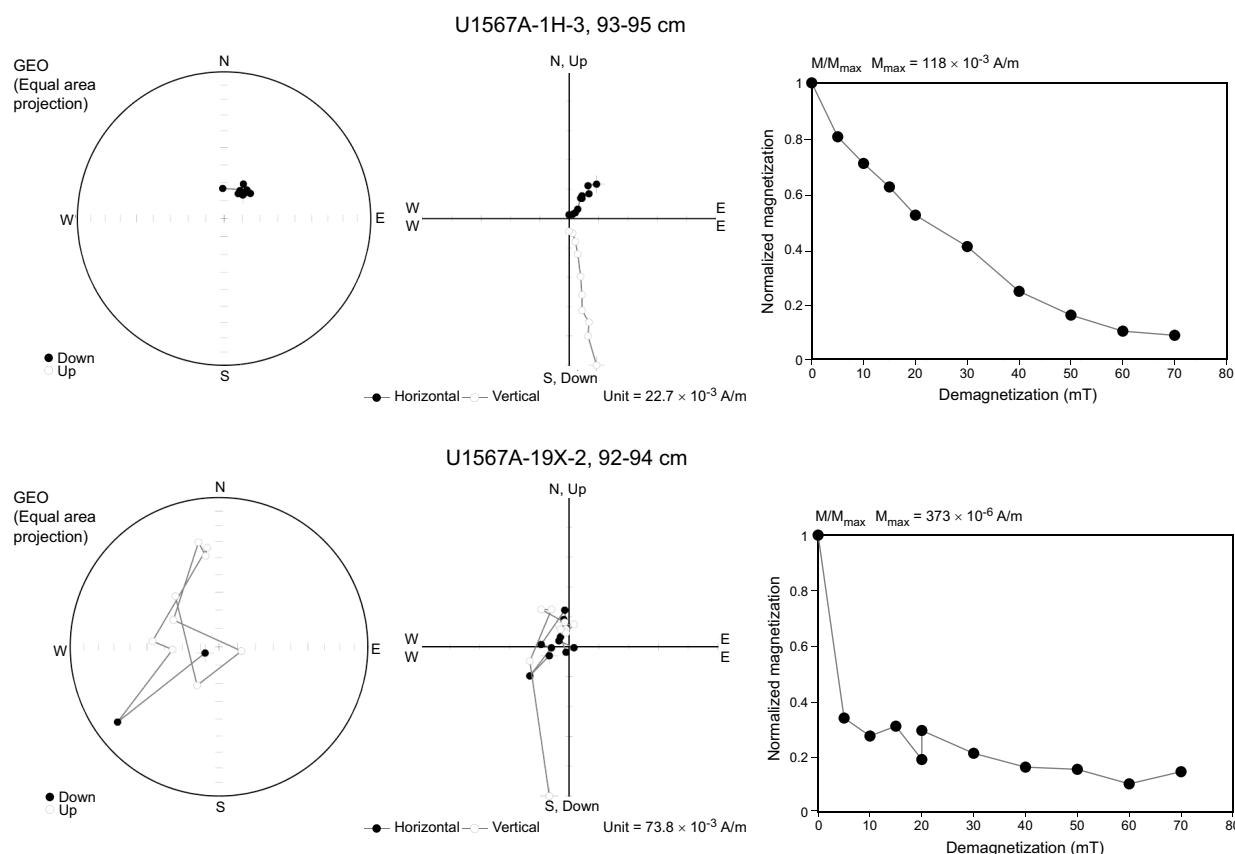 U1567A-1H-3, 93-95 cm
GEO
(Equal area
projection)
N
W
E
S
● Down
○ Up
N, Up
W
W
E
E
S, Down
Horizontal Vertical Unit = 22.7 × 10⁻³ A/m
M/Mmax Mmax = 118 × 10⁻³ A/m
Normalized magnetization
1
0.8
0.6
0.4
0.2
0
0 10 20 30 40 50 60 70 80
Demagnetization (mT)
U1567A-19X-2, 92-94 cm
GEO
(Equal area
projection)
N
W
E
S
● Down
○ Up
N, Up
W
W
E
E
S, Down
Horizontal Vertical Unit = 73.8 × 10⁻³ A/m
M/Mmax Mmax = 373 × 10⁻⁶ A/m
Normalized magnetization
1
0.8
0.6
0.4
0.2
0
0 10 20 30 40 50 60 70 80
Demagnetization (mT)